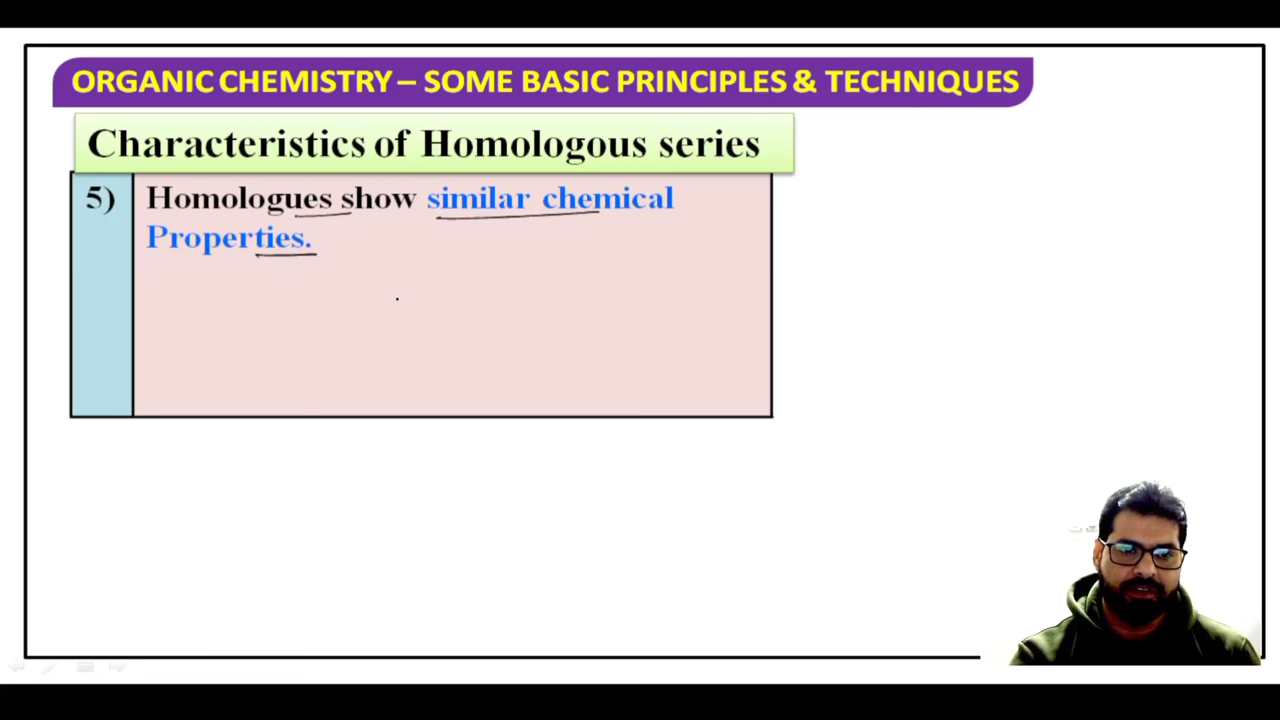 ORGANIC CHEMISTRY – SOME BASIC PRINCIPLES & TECHNIQUES
Characteristics of Homologous series
5) Homologues show similar chemical
Properties.